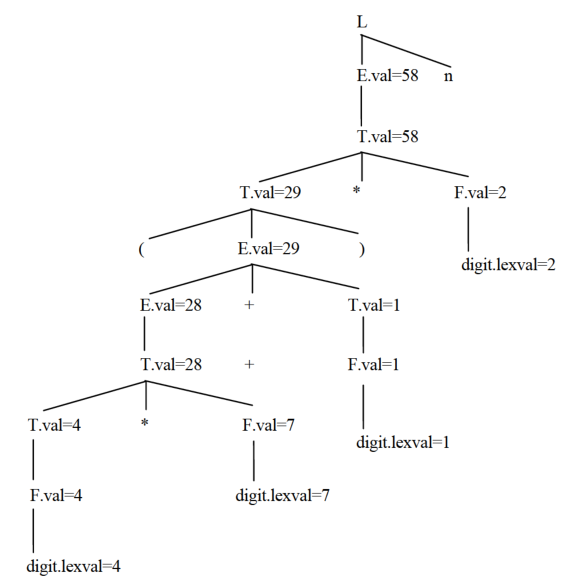 L
E.val=58 n
T.val=58
T.val=29 * F.val=2
( E.val=29 )
digit.lexval=2
E.val=28 + T.val=1
T.val=28 + F.val=1
T.val=4 * F.val=7
digit.lexval=1
F.val=4 digit.lexval=7
digit.lexval=4